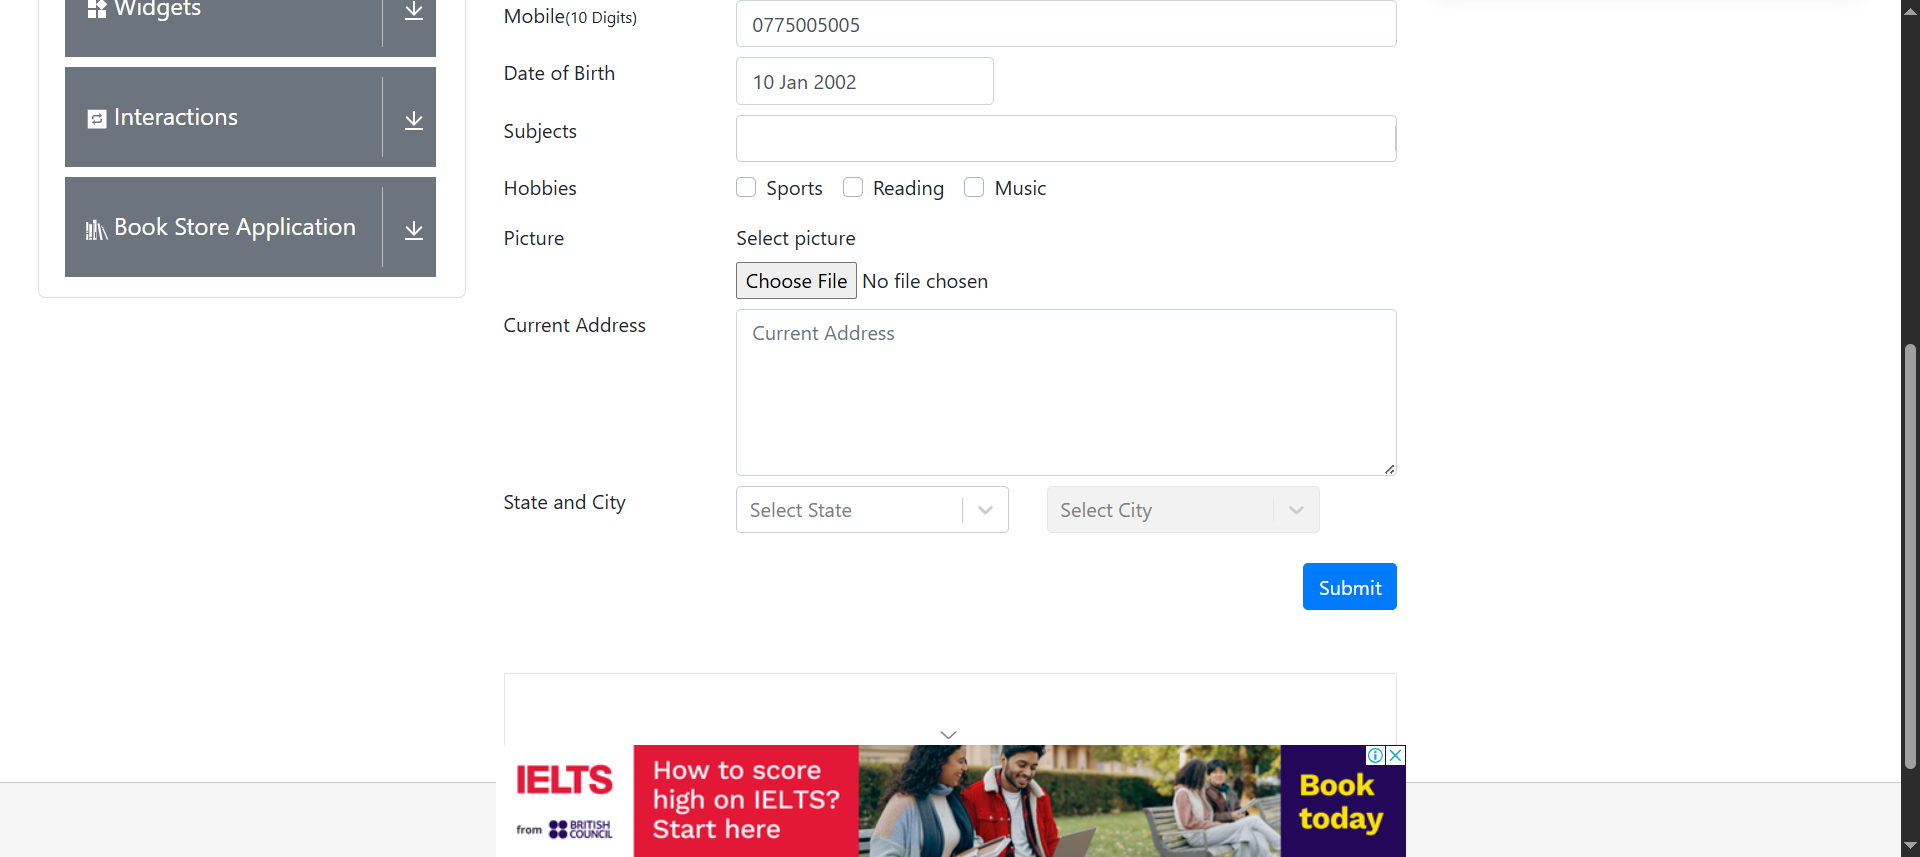 Widgets
Interactions
Book Store Application
Mobile(10 Digits)
0775005005
Date of Birth
10 Jan 2002
Subjects
Hobbies
Sports
Reading
Music
Picture
Select picture
Choose File No file chosen
Current Address
Current Address
State and City
Select State
Select City
Submit
IELTS
from BRITISH COUNCIL
How to score
high on IELTS?
Start here
Book
today